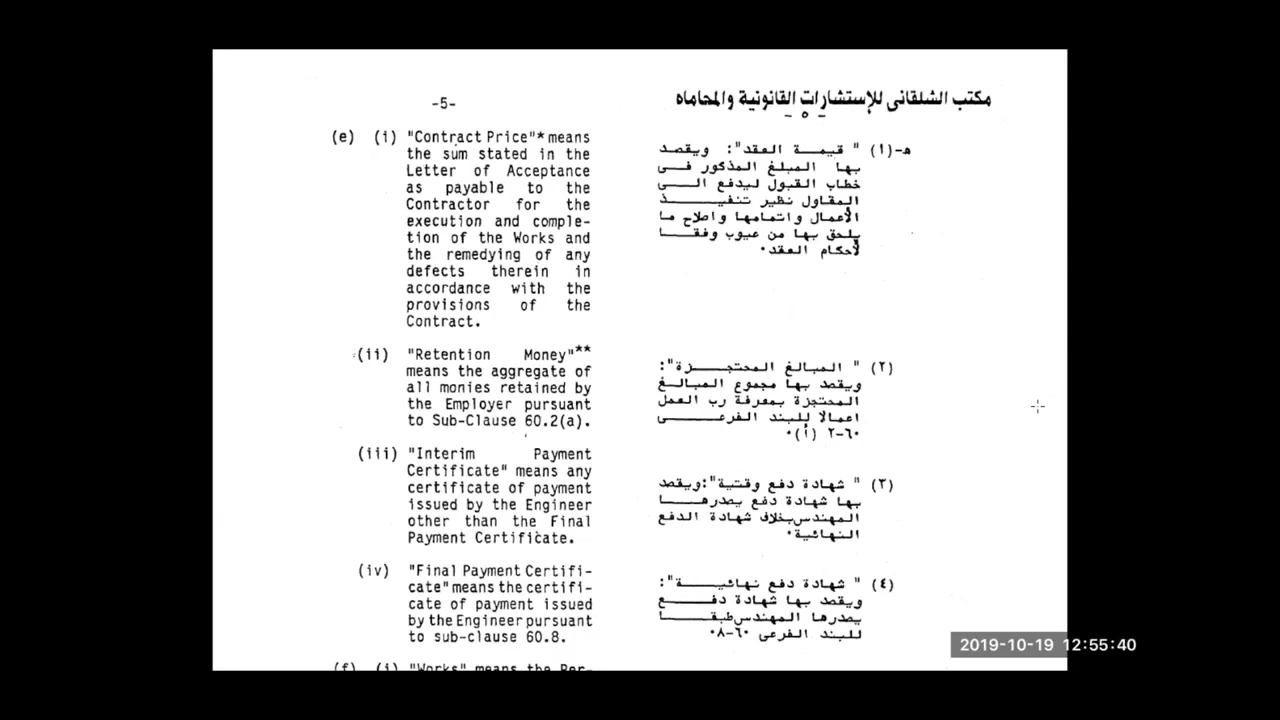 -5-
(e) (i) "Contract Price"* means
the sum stated in the
Letter of Acceptance
as payable to the
Contractor for the
execution and comple-
tion of the Works and
the remedying of any
defects therein in
accordance with the
provisions of the
Contract.
(ii) "Retention Money"**
means the aggregate of
all monies retained by
the Employer pursuant
to Sub-Clause 60.2(a).
(iii) "Interim Payment
Certificate" means any
certificate of payment
issued by the Engineer
other than the Final
Payment Certificate.
(iv) "Final Payment Certifi-
cate" means the certifi-
cate of payment issued
by the Engineer pursuant
to sub-clause 60.8.
(f) (i) "Works" means the Per-
مكتب الشلقانى للإستشارات القانونية والمحاماه
- ٥ -
هـ-(١) " قيمة العقد": ويقصد
بها المبلغ المذكور فى
خطاب القبول ليدفع الى
المقاول نظير تنفيذ
الأعمال واتمامها واصلاح ما
يلحق بها من عيوب وفقا
لأحكام العقد.
(٢) " المبالغ المحتجزة":
ويقصد بها مجموع المبالغ
المحتجزة بمعرفة رب العمل
اعمالا للبند الفرعى
٦٠-٢ (أ).
(٣) " شهادة دفع وقتية":ويقصد
بها شهادة دفع يصدرها
المهندس بخلاف شهادة الدفع
النهائية.
(٤) " شهادة دفع نهائية":
ويقصد بها شهادة دفع
يصدرها المهندس طبقا
للبند الفرعى ٦٠-٨.
2019-10-19 12:55:40